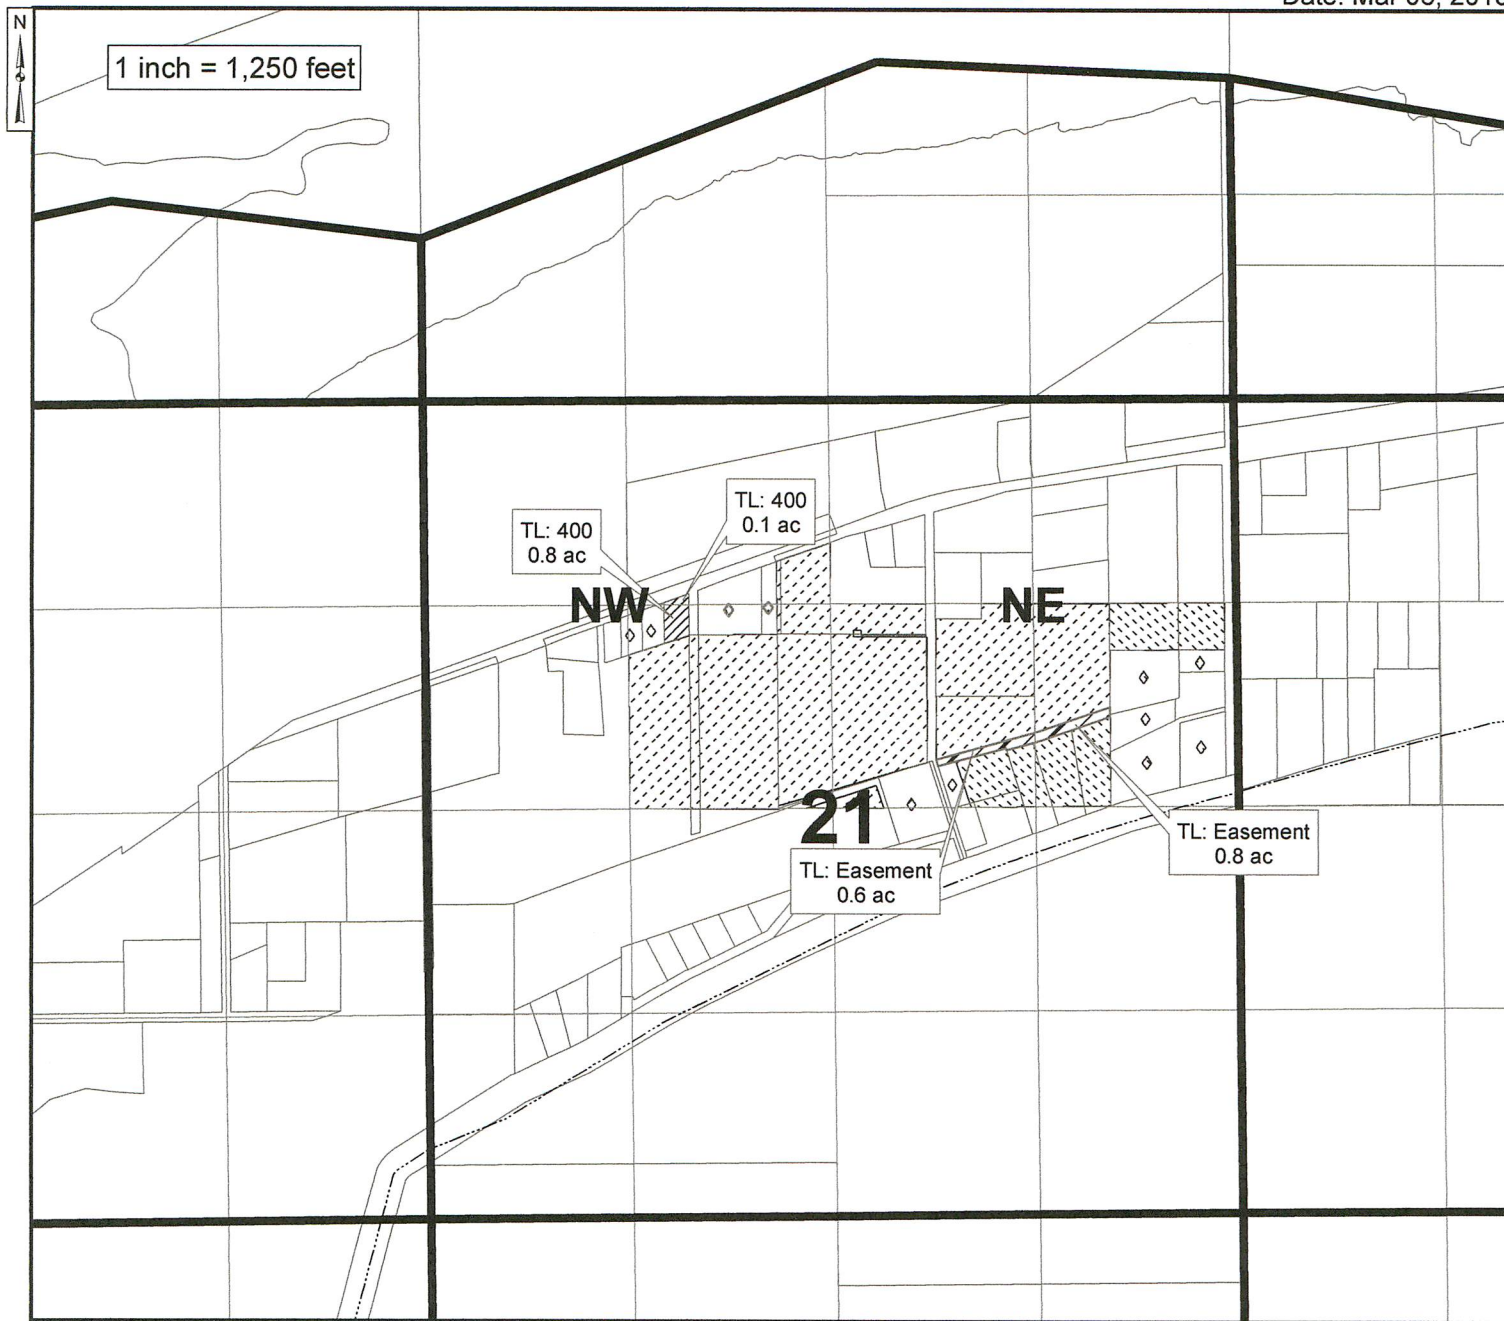 N
1 inch = 1,250 feet
TL: 400
0.1 ac
TL: 400
0.8 ac
NW
NE
21
TL: Easement
0.8 ac
TL: Easement
0.6 ac